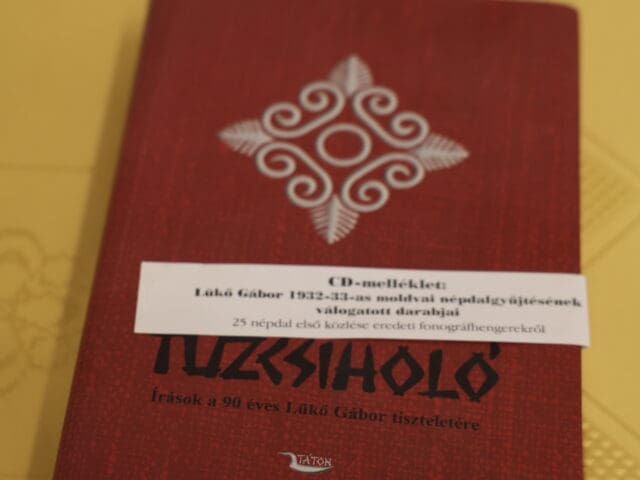 CD-melléklet:
Lükő Gábor 1932-33-as moldvai népdalgyűjtésének
válogatott darabjai
25 népdal első közlése eredeti fonográfhengerekről
TŰZCSIHOLÓ
Írások a 90 éves Lükő Gábor tiszteletére
TÁTON